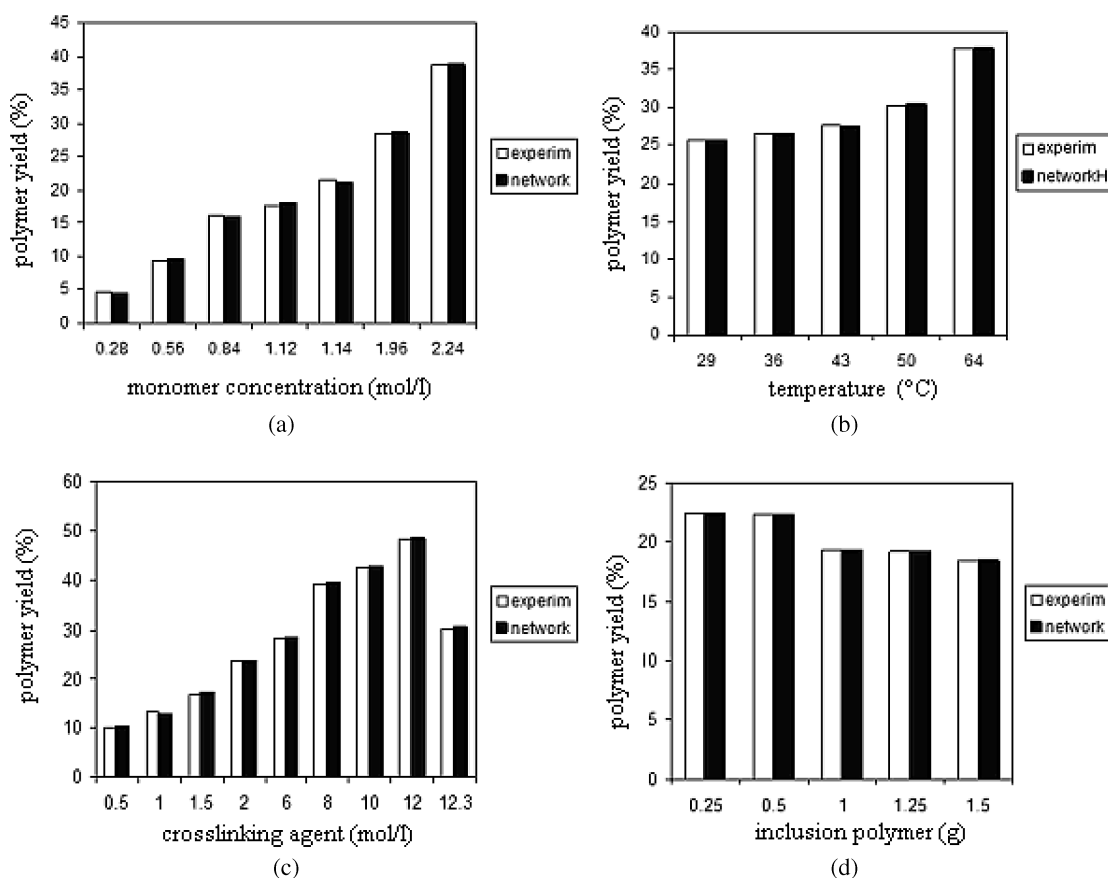 45
40
35
30
25
20
15
10
5
0
polymer yield (%)
0.28 0.56 0.84 1.12 1.14 1.96 2.24
monomer concentration (mol/l)
experim
network
(a)
40
35
30
25
20
15
10
5
0
polymer yield (%)
29 36 43 50 64
temperature (°C)
experim
networkH
(b)
60
50
40
30
20
10
0
polymer yield (%)
0.5 1 1.5 2 6 8 10 12 12.3
crosslinking agent (mol/l)
experim
network
(c)
25
20
15
10
5
0
polymer yield (%)
0.25 0.5 1 1.25 1.5
inclusion polymer (g)
experim
network
(d)